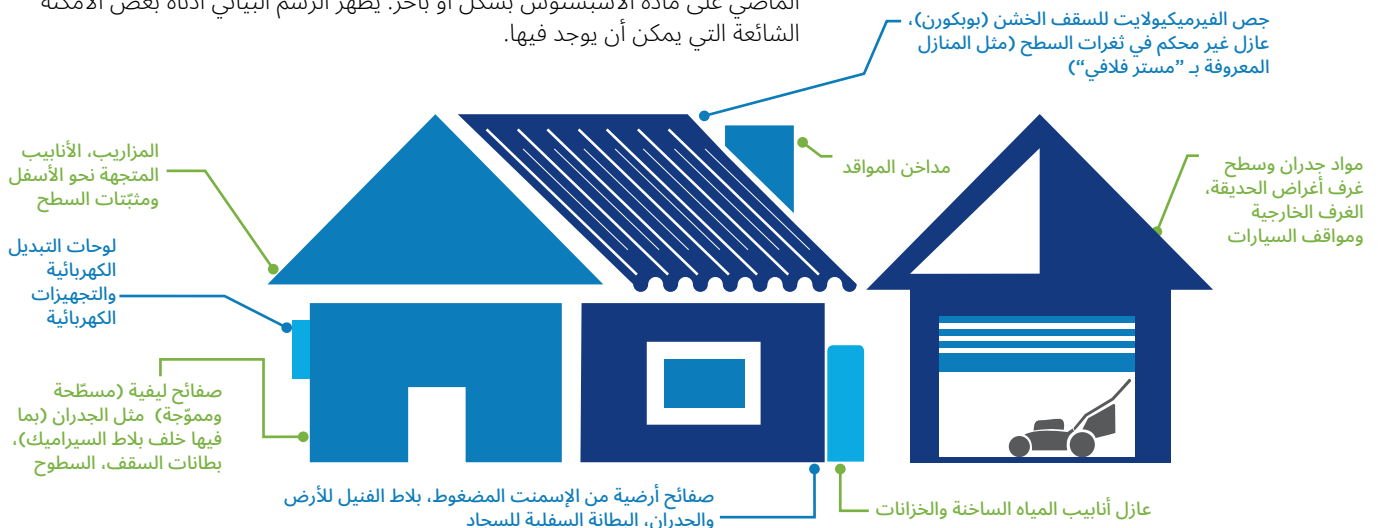 الماضي على مادة الأسبستوس بشكل أو بآخر. يُظهر الرسم البياني أدناه بعض الأمكنة
الشائعة التي يمكن أن يوجد فيها.
جص الفيرميكيولايت للسقف الخشن (بوبكورن)،
عازل غير محكم في ثغرات السطح (مثل المنازل
المعروفة بـ ”مستر فلافي“)
المزاريب، الأنابيب
المتجهة نحو الأسفل
ومثبّتات السطح
مداخن المواقد
مواد جدران وسطح
غرف أغراض الحديقة،
الغرف الخارجية
ومواقف السيارات
لوحات التبديل
الكهربائية
والتجهيزات
الكهربائية
صفائح ليفية (مسطّحة
ومموّجة) مثل الجدران (بما
فيها خلف بلاط السيراميك)،
بطانات السقف، السطوح
صفائح أرضية من الإسمنت المضغوط، بلاط الفنيل للأرض
والجدران، البطانة السفلية للسجاد
عازل أنابيب المياه الساخنة والخزانات